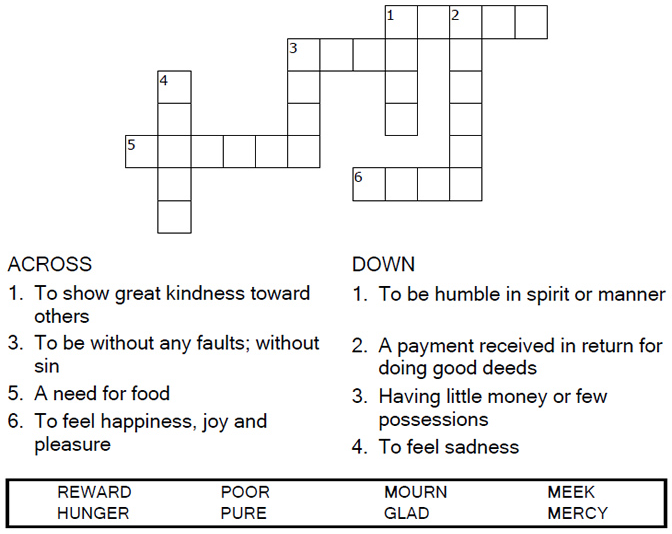 1 2
3
4
5
6
ACROSS
1. To show great kindness toward
others
3. To be without any faults; without
sin
5. A need for food
6. To feel happiness, joy and
pleasure
DOWN
1. To be humble in spirit or manner
2. A payment received in return for
doing good deeds
3. Having little money or few
possessions
4. To feel sadness
REWARD POOR MOURN MEEK
HUNGER PURE GLAD MERCY